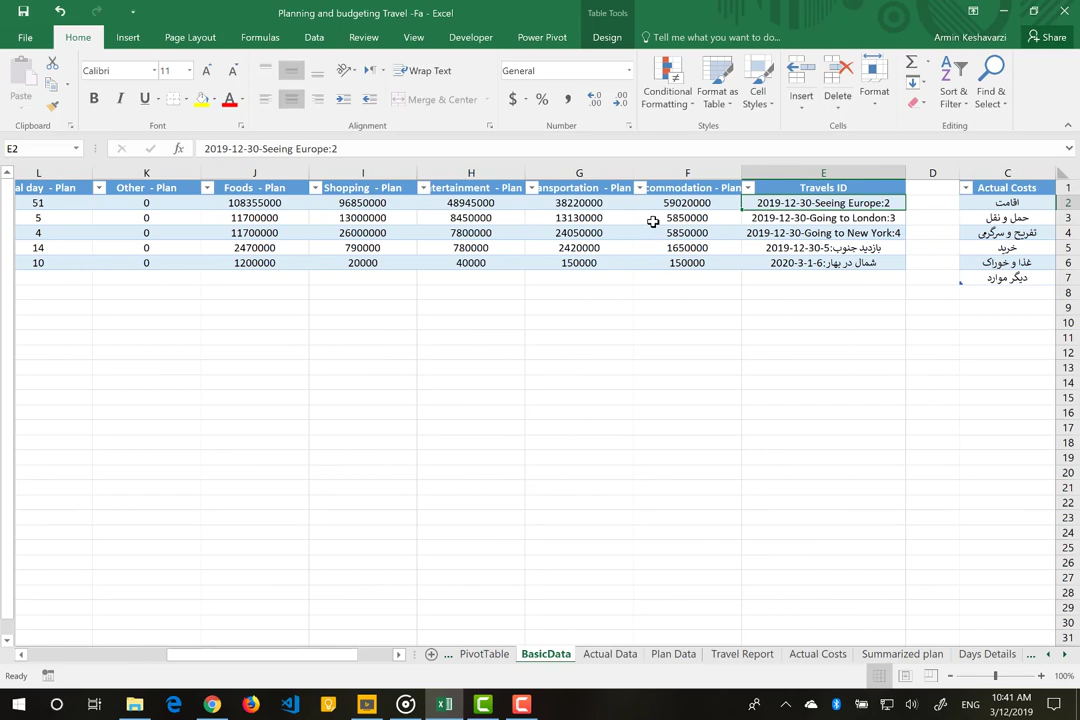 Planning and budgeting Travel -Fa - Excel
Table Tools
File Home Insert Page Layout Formulas Data Review View Developer Power Pivot Design Tell me what you want to do... Armin Keshavarzi Share
Paste
Calibri 11
Wrap Text
Merge & Center
General
Conditional Formatting
Format as Table
Cell Styles
Insert
Delete
Format
Sort & Filter
Find & Select
Clipboard Font Alignment Number Styles Cells Editing
E2 2019-12-30-Seeing Europe:2
L K J I H G F E D C
al day - Plan Other - Plan Foods - Plan Shopping - Plan tertainment - Plan ansportation - Plan commodation - Plan Travels ID Actual Costs 1
51 0 108355000 96850000 48945000 38220000 59020000 2019-12-30-Seeing Europe:2 اقامت 2
5 0 11700000 13000000 8450000 13130000 5850000 2019-12-30-Going to London:3 حمل و نقل 3
4 0 11700000 26000000 7800000 24050000 5850000 2019-12-30-Going to New York:4 تفریح و سرگرمی 4
14 0 2470000 790000 780000 2420000 1650000 بازدید جنوب:5-30-12-2019 خرید 5
10 0 1200000 20000 40000 150000 150000 شمال در بهار:6-1-3-2020 غذا و خوراک 6
دیگر موارد 7
8
9
10
11
12
13
14
15
16
17
18
19
20
21
22
23
24
25
26
27
28
29
30
31
... PivotTable BasicData Actual Data Plan Data Travel Report Actual Costs Summarized plan Days Details ...
Ready 100%
ENG
10:41 AM
3/12/2019